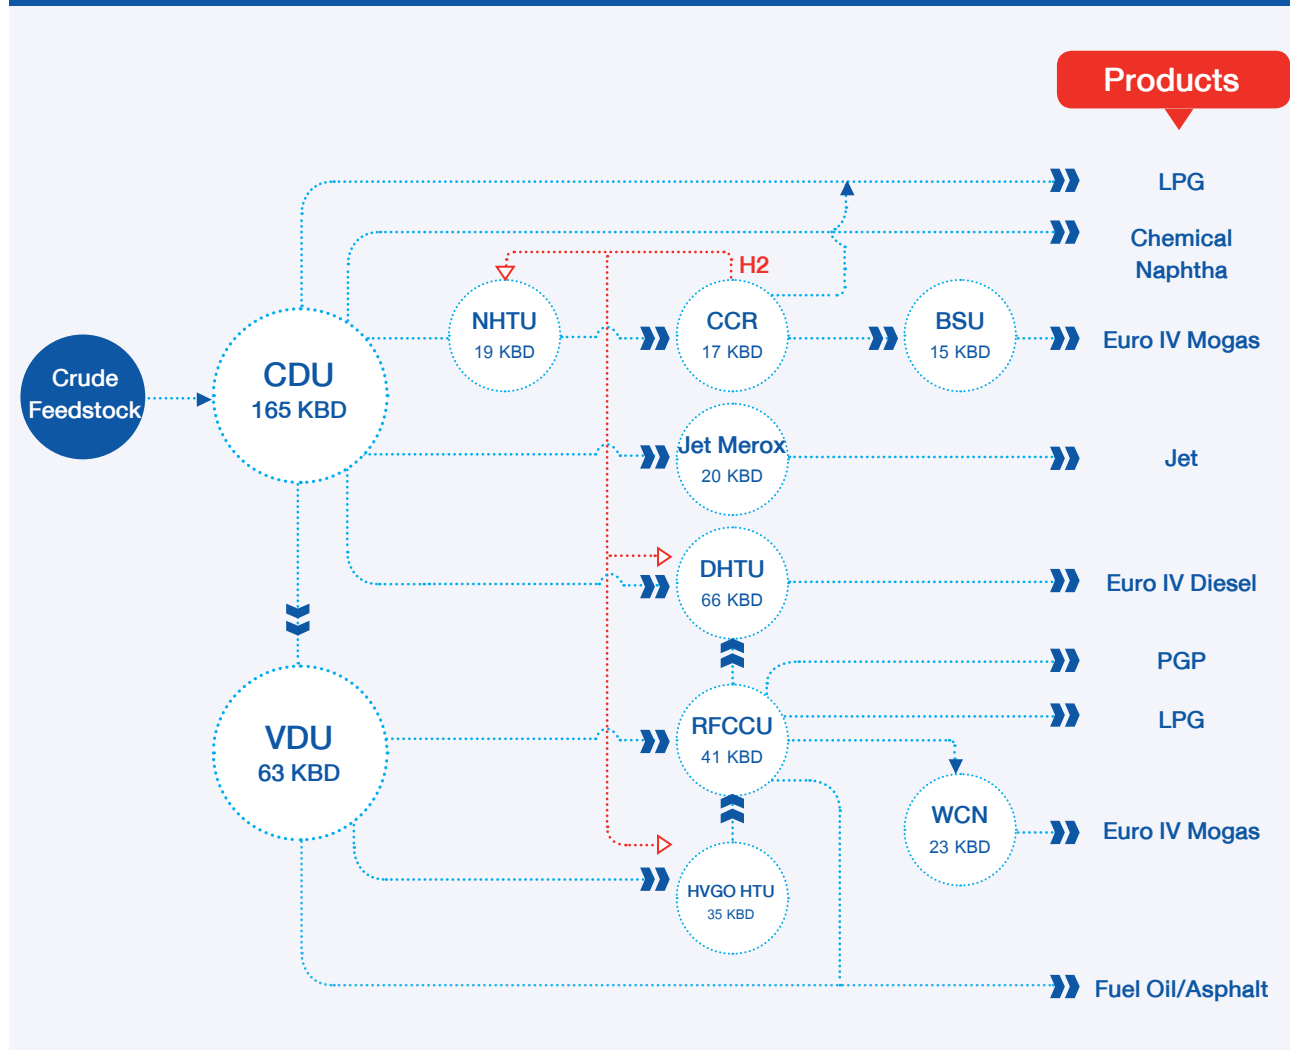 Products
LPG
Chemical
Naphtha
H2
NHTU
19 KBD
CCR
17 KBD
BSU
15 KBD
Euro IV Mogas
Crude
Feedstock
CDU
165 KBD
Jet Merox
20 KBD
Jet
DHTU
66 KBD
Euro IV Diesel
PGP
LPG
VDU
63 KBD
RFCCU
41 KBD
WCN
23 KBD
Euro IV Mogas
HVGO HTU
35 KBD
Fuel Oil/Asphalt